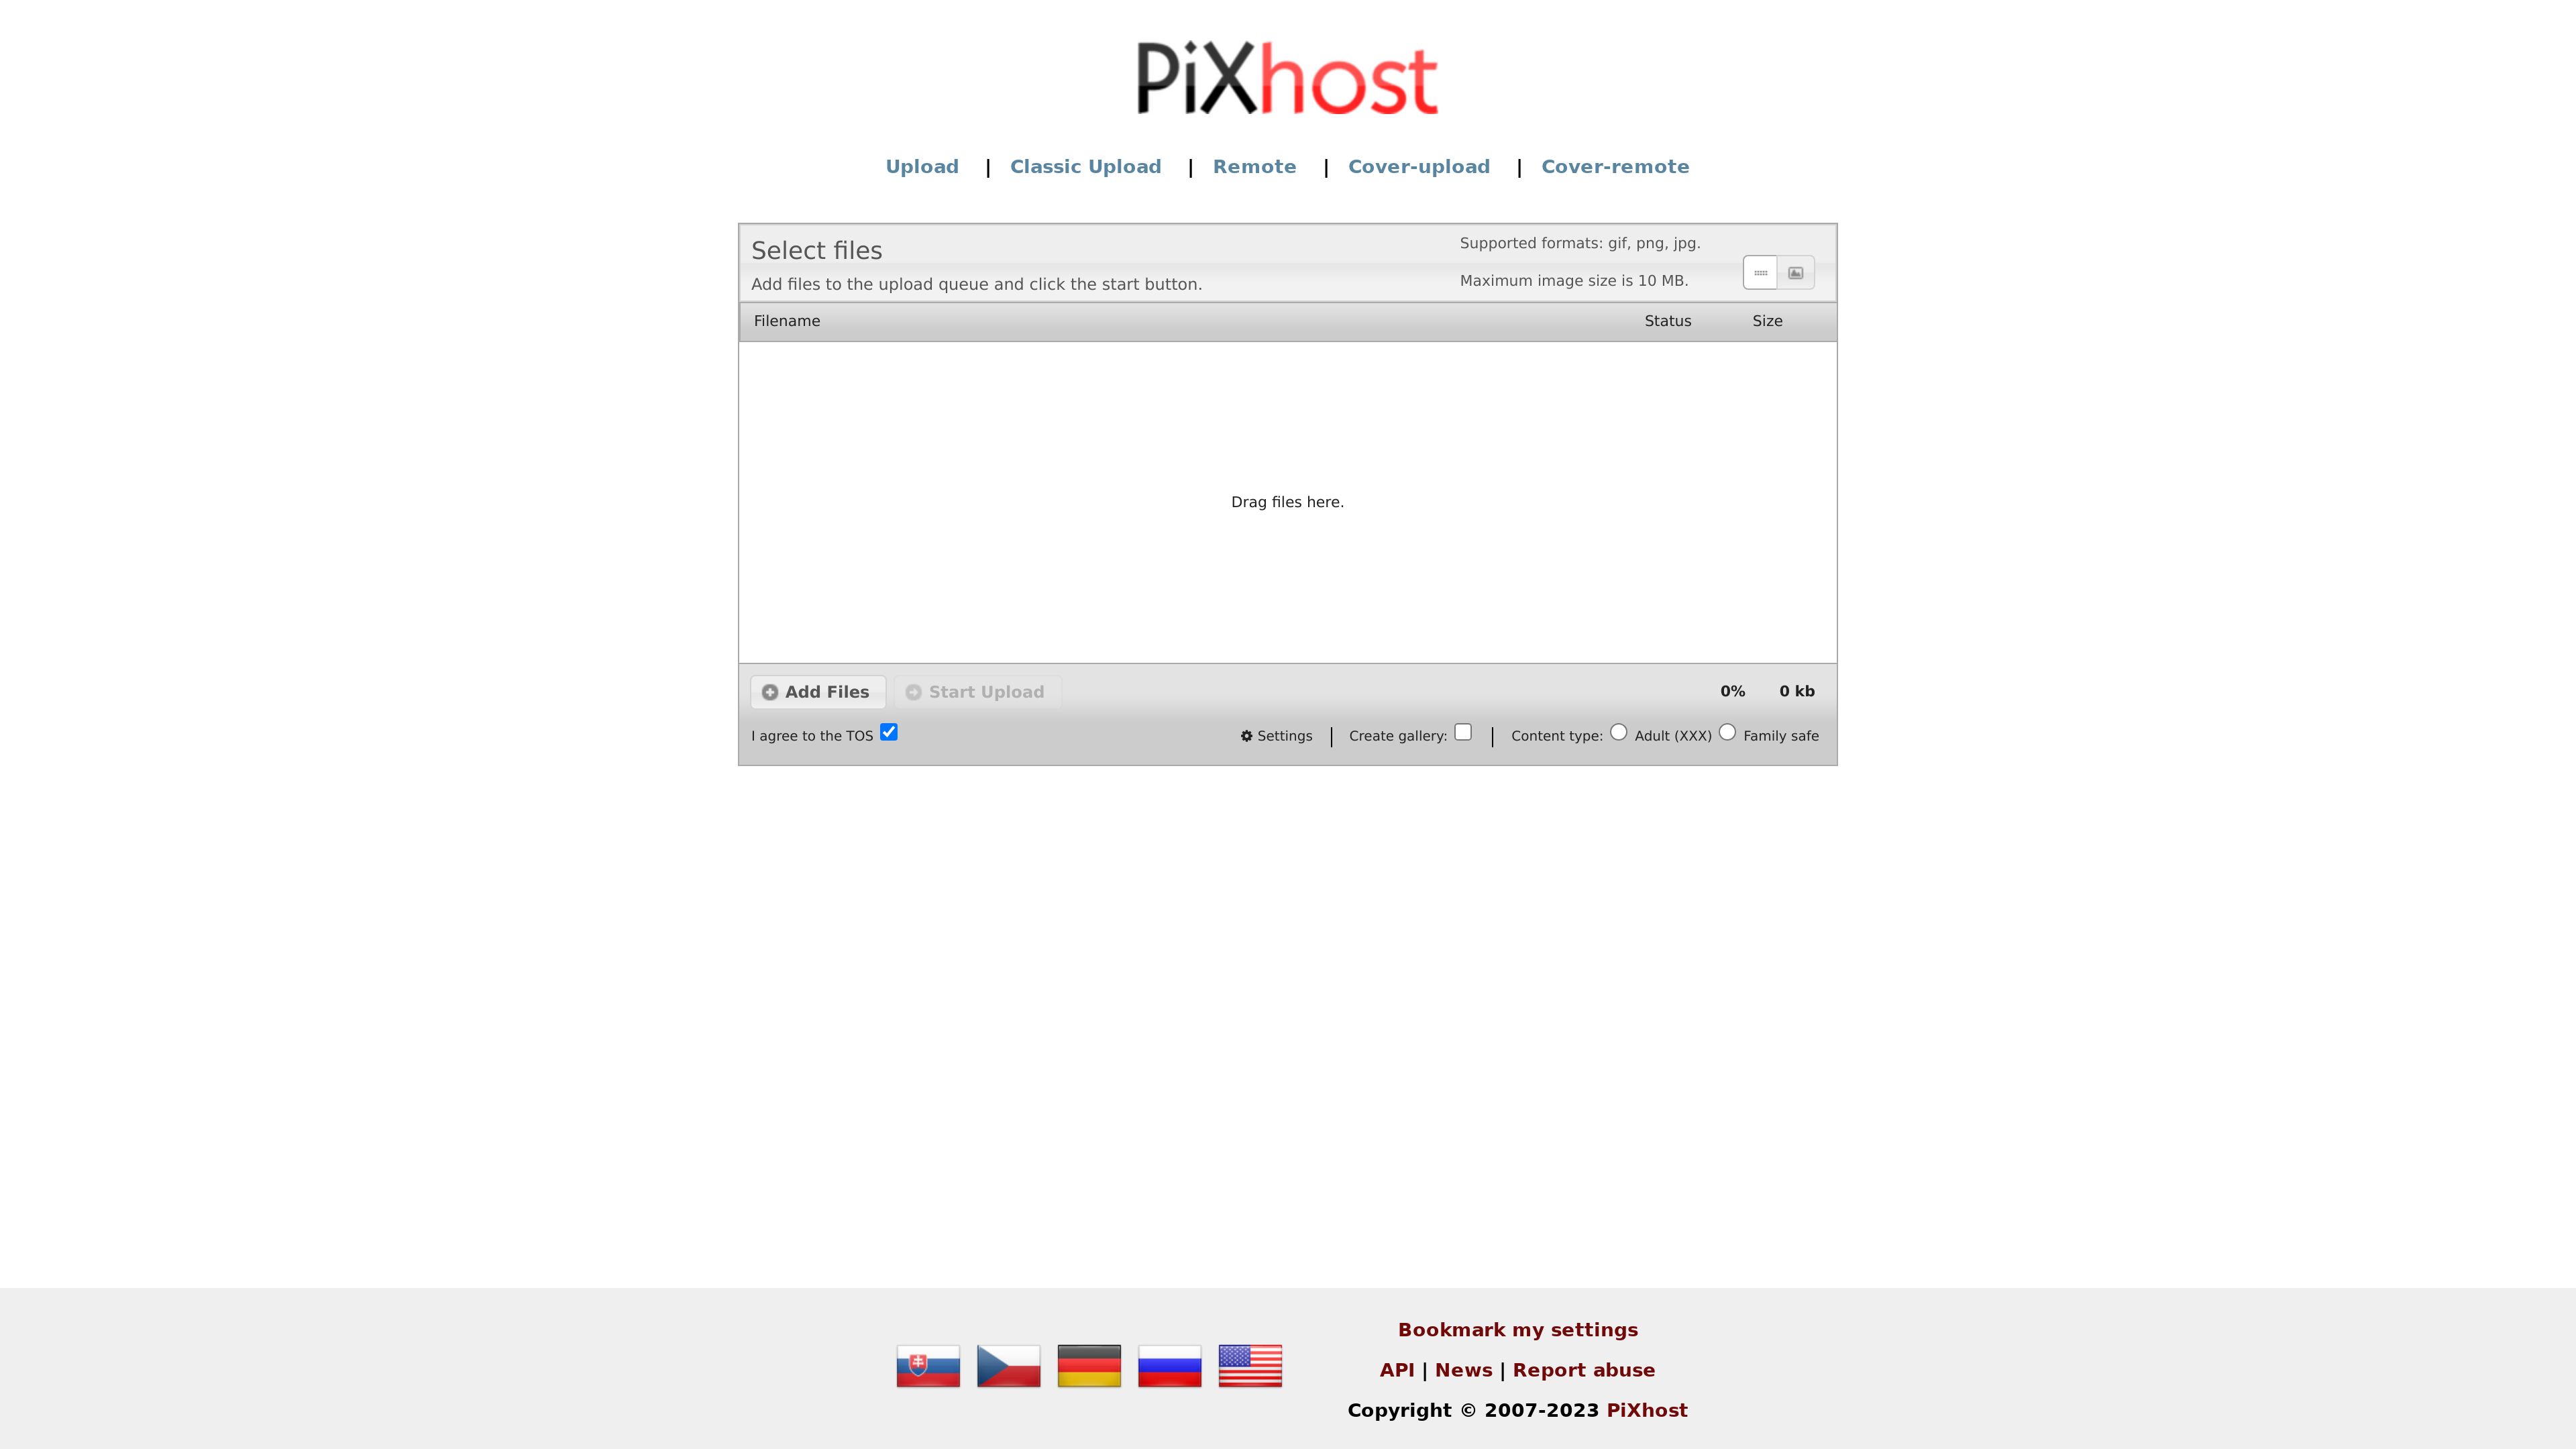 PiXhost
Upload | Classic Upload | Remote | Cover-upload | Cover-remote
Select files
Add files to the upload queue and click the start button.
Supported formats: gif, png, jpg.
Maximum image size is 10 MB.
Filename Status Size
Drag files here.
Add Files Start Upload 0% 0 kb
I agree to the TOS Settings | Create gallery: | Content type: Adult (XXX) Family safe
Bookmark my settings
API | News | Report abuse
Copyright © 2007-2023 PiXhost